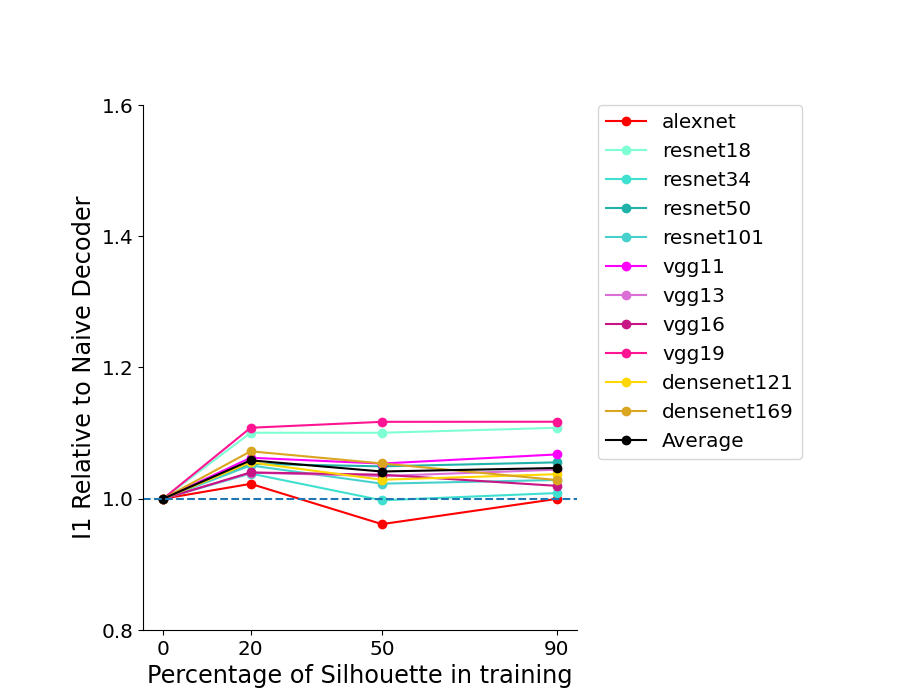 1.6
1.4
1.2
1.0
0.8
I1 Relative to Naive Decoder
0
20
50
90
Percentage of Silhouette in training
alexnet
resnet18
resnet34
resnet50
resnet101
vgg11
vgg13
vgg16
vgg19
densenet121
densenet169
Average